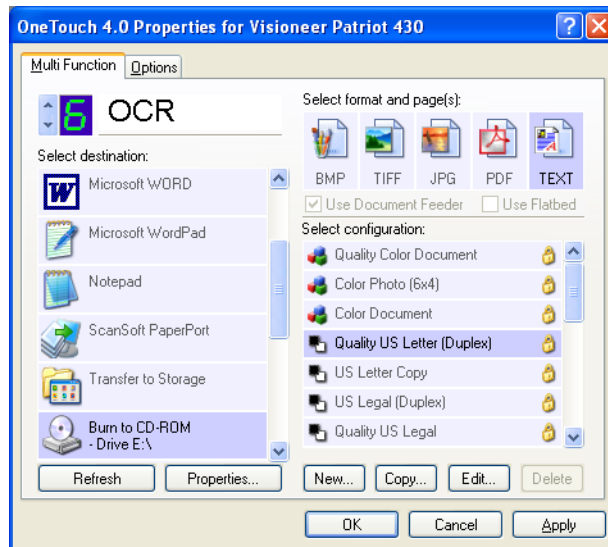 OneTouch 4.0 Properties for Visioneer Patriot 430
Multi Function
Options
6
OCR
Select destination:
Microsoft WORD
Microsoft WordPad
Notepad
ScanSoft PaperPort
Transfer to Storage
Burn to CD-ROM
- Drive E:\
Refresh
Properties...
Select format and page(s):
BMP TIFF JPG PDF TEXT
Use Document Feeder
Use Flatbed
Select configuration:
Quality Color Document
Color Photo (6x4)
Color Document
Quality US Letter (Duplex)
US Letter Copy
US Legal (Duplex)
Quality US Legal
New... Copy... Edit... Delete
OK Cancel Apply